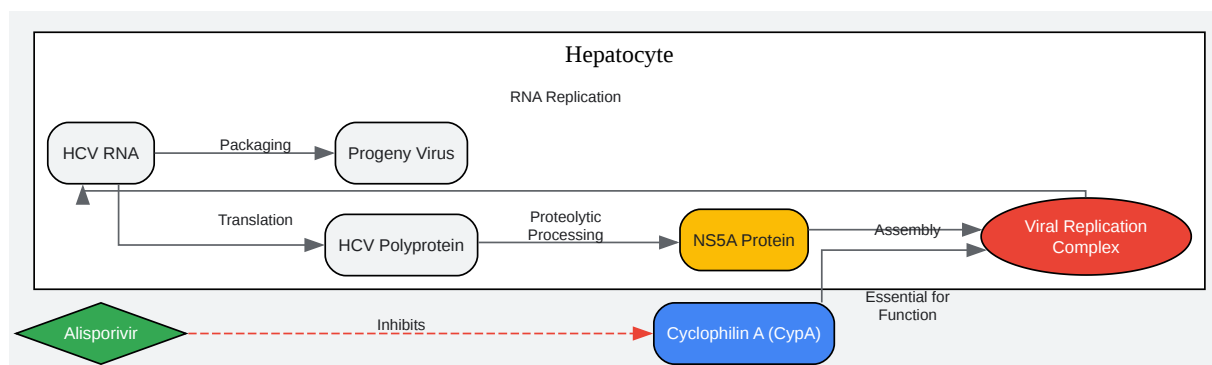 Hepatocyte
RNA Replication
HCV RNA
Packaging
Progeny Virus
Translation
HCV Polyprotein
Proteolytic
Processing
NS5A Protein
Assembly
Viral Replication
Complex
Essential for
Function
Alisporivir
Inhibits
Cyclophilin A (CypA)